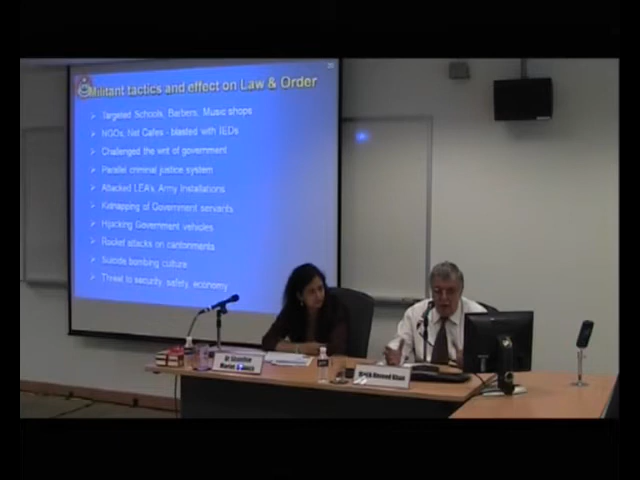 35
Militant tactics and effect on Law & Order
➢ Targeted Schools, Barbers, Music shops
➢ NGOs, Net Cafes - blasted with IEDs
➢ Challenged the writ of government
➢ Parallel criminal justice system
➢ Attacked LEA's, Army Installations
➢ Kidnapping of Government servants
➢ Hijacking Government vehicles
➢ Rocket attacks on cantonments
➢ Suicide bombing culture
➢ Threat to security, safety, economy